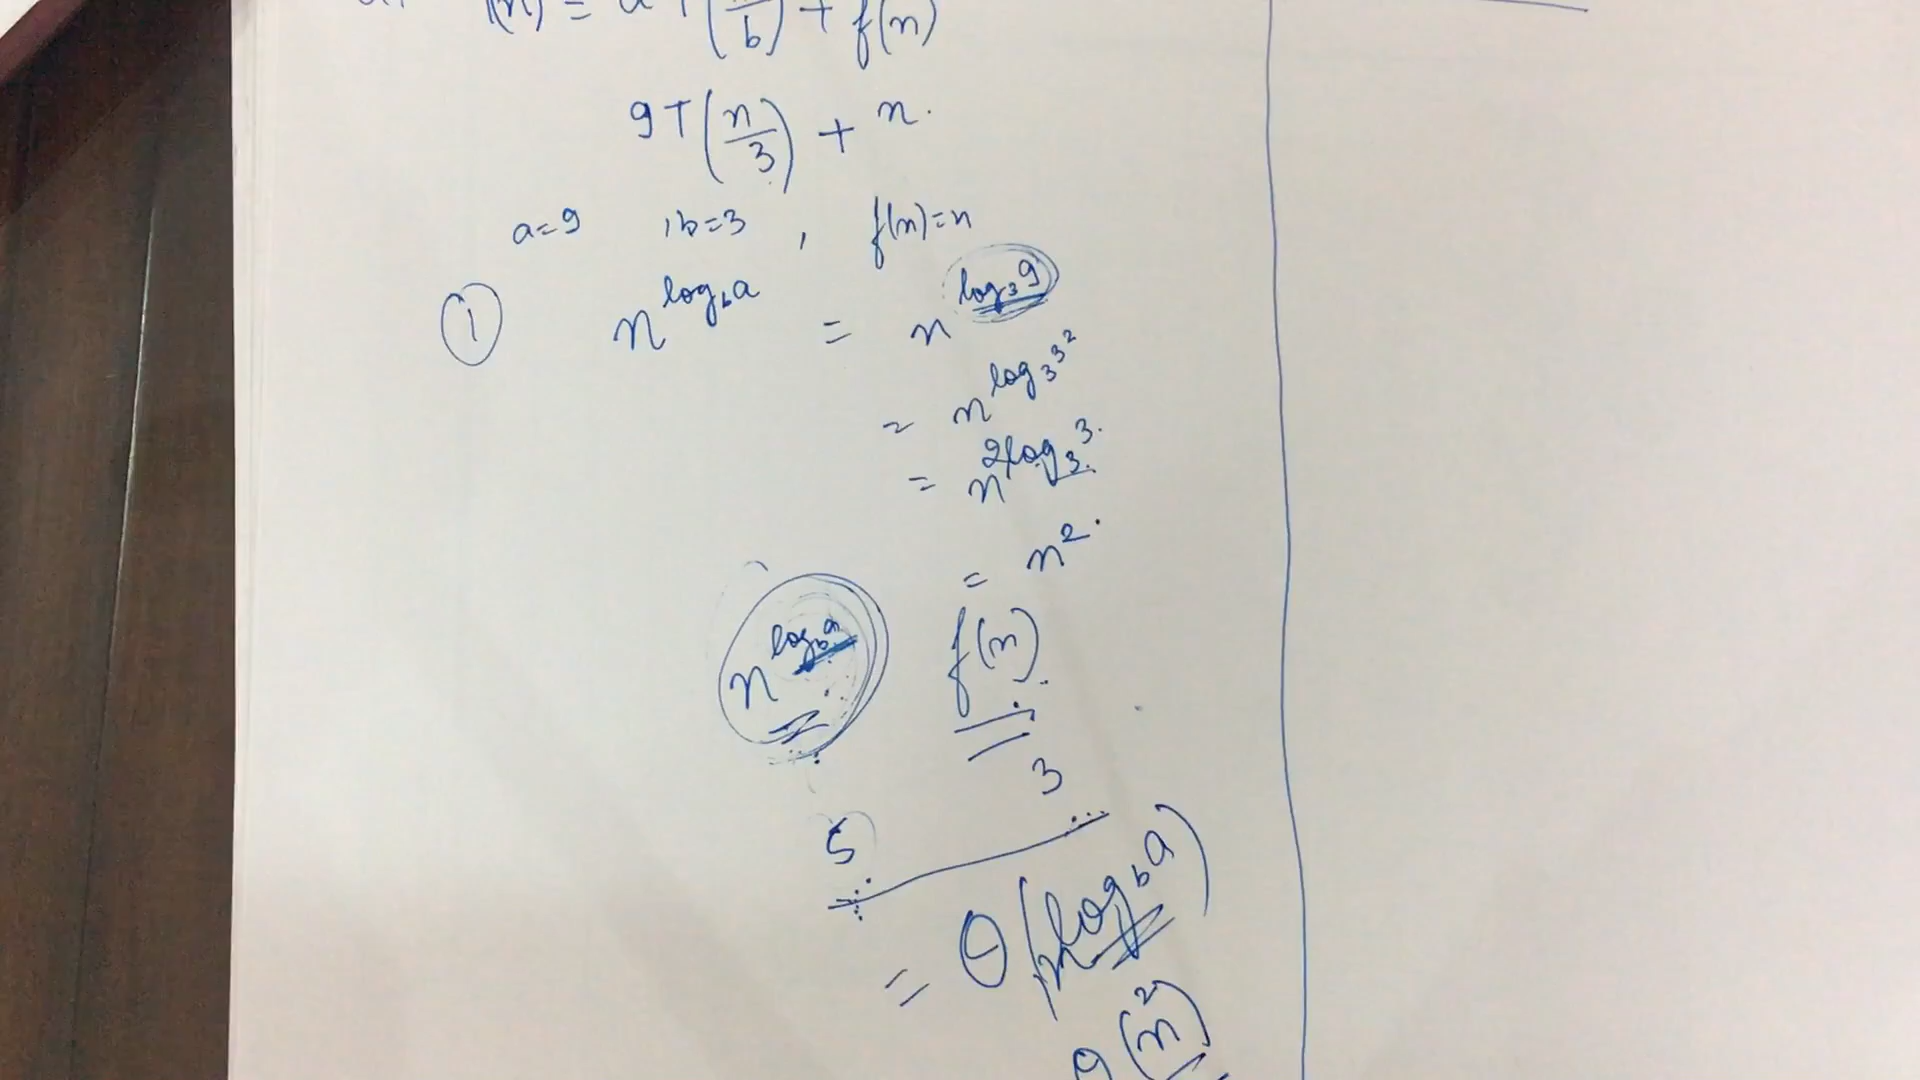 T(n) = aT(n/b) + f(n)
9T(n/3) + n.
a=9 , b=3 , f(n)=n
① n^{log_b a} = n^{log_3 9}
= n^{log_3 3^2}
= n^{2log_3 3}.
= n^2.
n^{log_b a} f(n)
5 3
= Θ(n^{log_b a})
Θ(n^2)